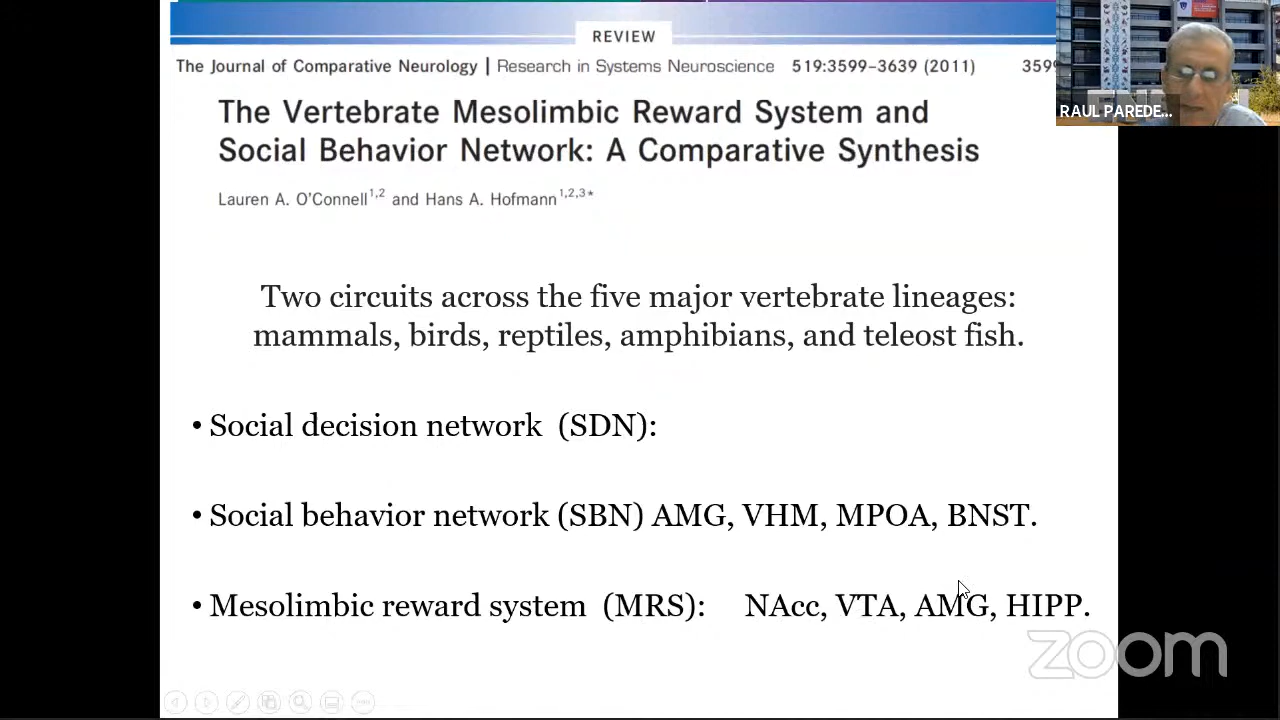 REVIEW
The Journal of Comparative Neurology | Research in Systems Neuroscience 519:3599–3639 (2011) 359
RAUL PAREDE...
The Vertebrate Mesolimbic Reward System and
Social Behavior Network: A Comparative Synthesis
Lauren A. O'Connell1,2 and Hans A. Hofmann1,2,3*
Two circuits across the five major vertebrate lineages:
mammals, birds, reptiles, amphibians, and teleost fish.
• Social decision network (SDN):
• Social behavior network (SBN) AMG, VHM, MPOA, BNST.
• Mesolimbic reward system (MRS): NAcc, VTA, AMG, HIPP.
zoom